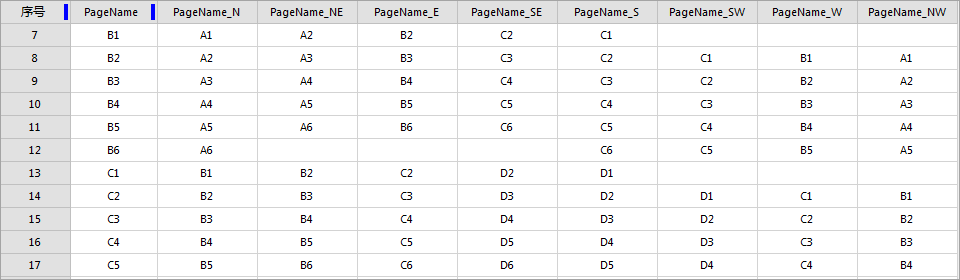 序号 PageName PageName_N PageName_NE PageName_E PageName_SE PageName_S PageName_SW PageName_W PageName_NW
7 B1 A1 A2 B2 C2 C1
8 B2 A2 A3 B3 C3 C2 C1 B1 A1
9 B3 A3 A4 B4 C4 C3 C2 B2 A2
10 B4 A4 A5 B5 C5 C4 C3 B3 A3
11 B5 A5 A6 B6 C6 C5 C4 B4 A4
12 B6 A6 C6 C5 B5 A5
13 C1 B1 B2 C2 D2 D1
14 C2 B2 B3 C3 D3 D2 D1 C1 B1
15 C3 B3 B4 C4 D4 D3 D2 C2 B2
16 C4 B4 B5 C5 D5 D4 D3 C3 B3
17 C5 B5 B6 C6 D6 D5 D4 C4 B4